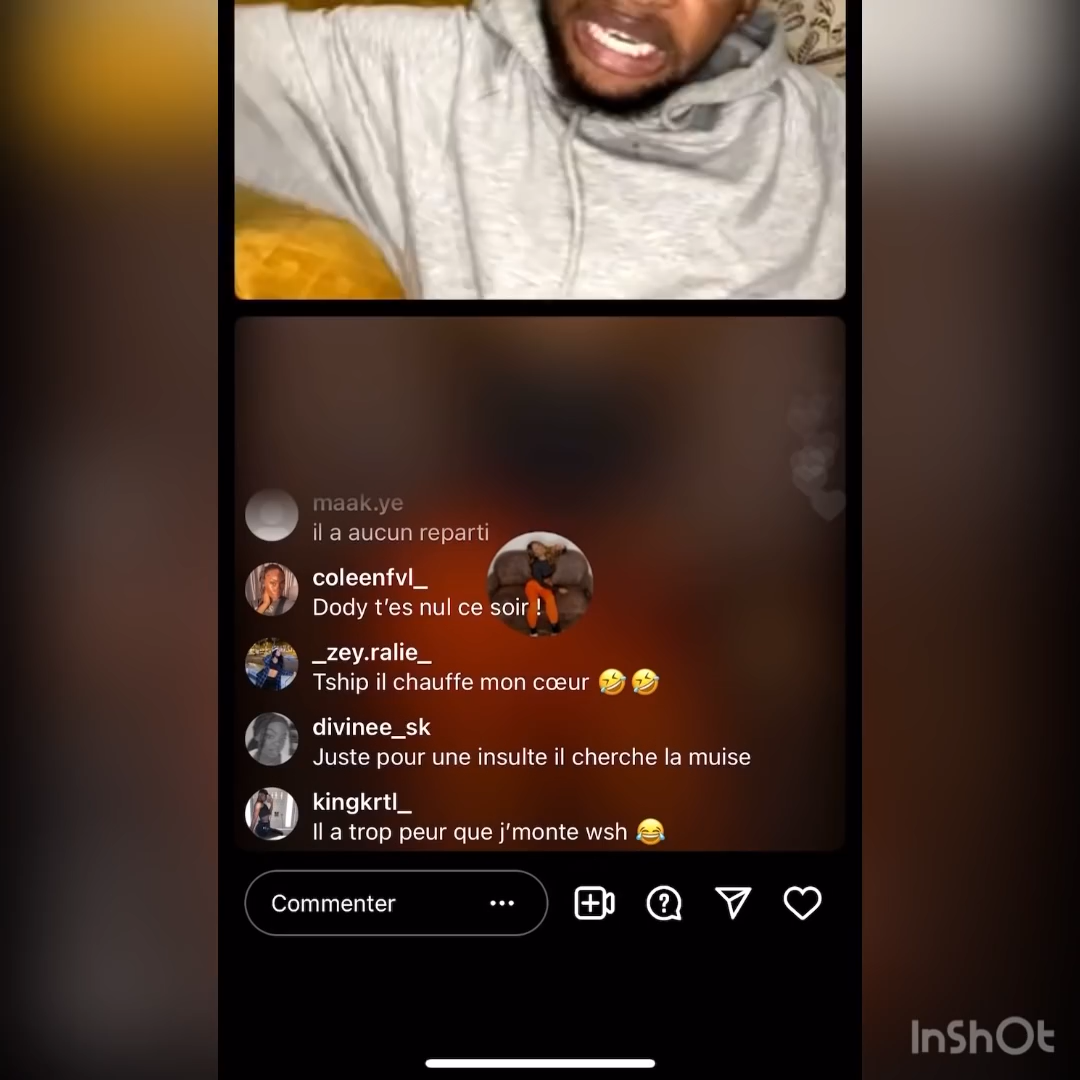 maak.ye
il a aucun reparti
coleenfvl_
Dody t’es nul ce soir !
_zey.ralie_
Tship il chauffe mon cœur 🤣🤣
divinee_sk
Juste pour une insulte il cherche la muise
kingkrtl_
Il a trop peur que j’monte wsh 😂
Commenter
InShOt